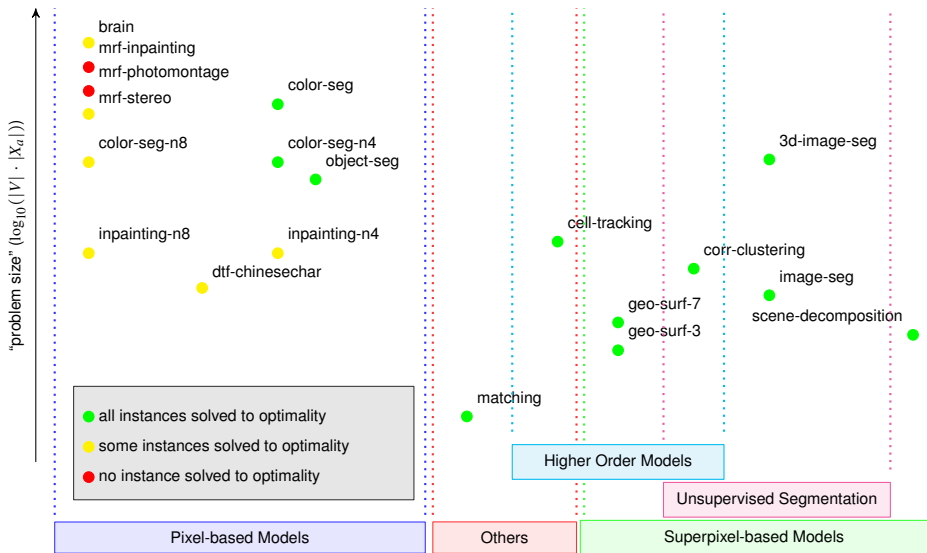 brain
mrf-inpainting
mrf-photomontage
mrf-stereo
color-seg
color-seg-n8
color-seg-n4
object-seg
3d-image-seg
inpainting-n8
inpainting-n4
dtf-chinesechar
cell-tracking
corr-clustering
image-seg
geo-surf-7
scene-decomposition
geo-surf-3
matching
"problem size" (log₁₀(|V| · |Xₐ|))
all instances solved to optimality
some instances solved to optimality
no instance solved to optimality
Higher Order Models
Unsupervised Segmentation
Pixel-based Models
Others
Superpixel-based Models